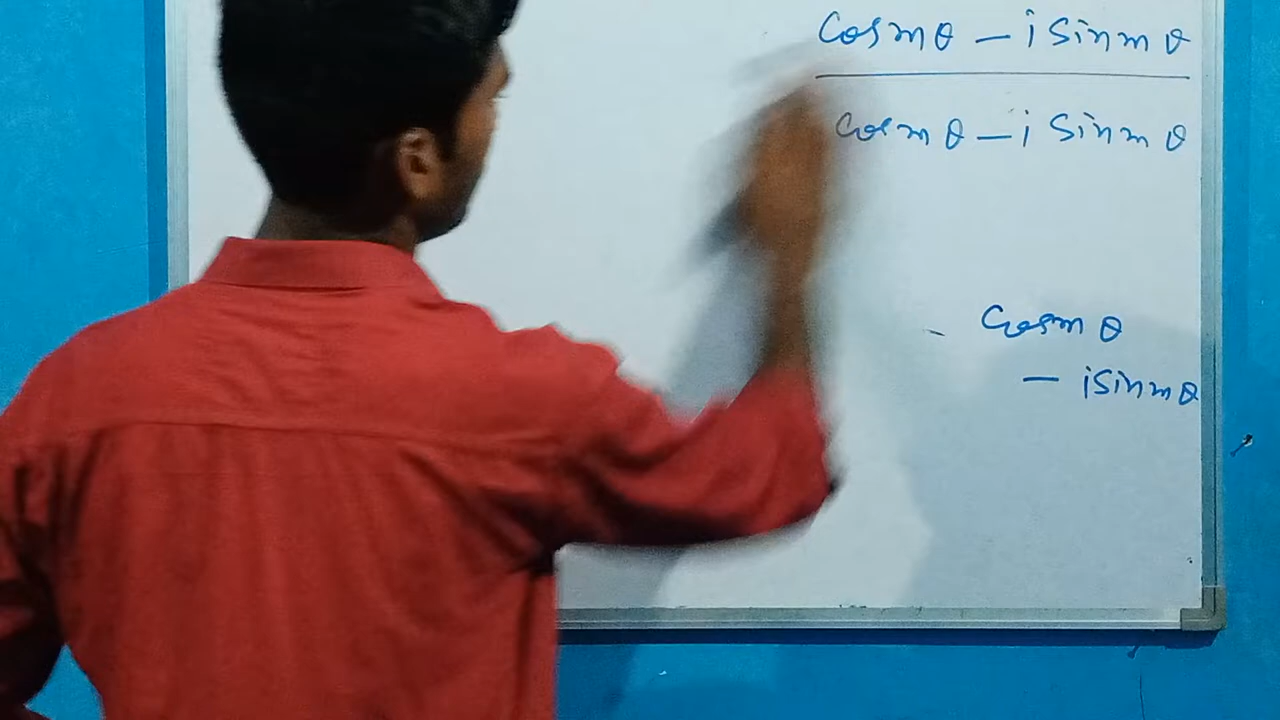 cosmθ - i sinmθ
cosmθ - i sinmθ
- cosmθ
- i sinmθ